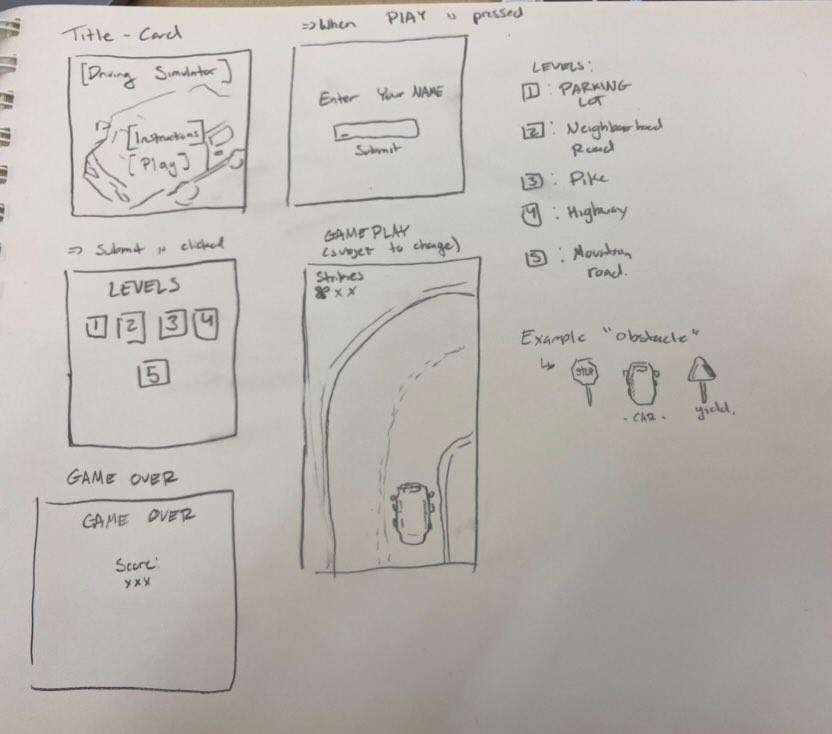 Title - Card
[Driving Simulator]
[Instructions]
[Play]
=> When PLAY is pressed
Enter Your NAME
Submit
=> Submit is clicked
LEVELS
1 2 3 4
5
GAMEPLAY
(subject to change)
Strikes
X X X
GAME OVER
GAME OVER
Score:
xxx
LEVELS:
1 : PARKING
LOT
2 : Neighborhood
Road
3 : Pike
4 : Highway
5 : Mountain
road.
Example "obstacle"
STOP
- CAR -
yield.